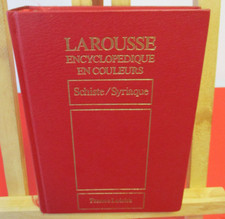 LAROUSSE
ENCYCLOPEDIQUE
EN COULEURS
Schiste/Syriaque
France Loisirs